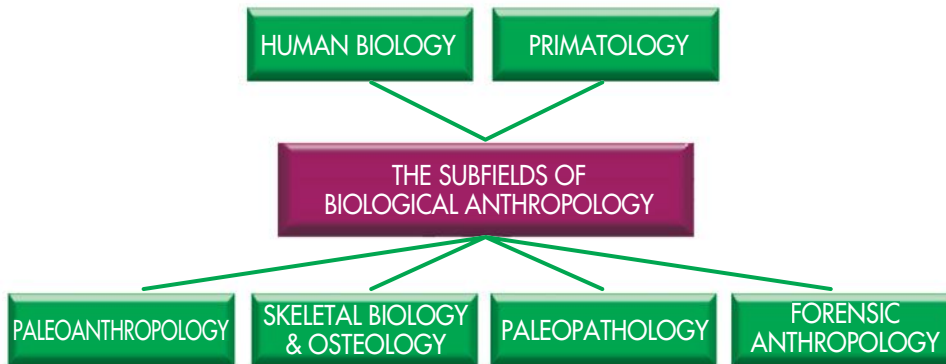 HUMAN BIOLOGY
PRIMATOLOGY
THE SUBFIELDS OF
BIOLOGICAL ANTHROPOLOGY
PALEOANTHROPOLOGY
SKELETAL BIOLOGY
& OSTEOLOGY
PALEOPATHOLOGY
FORENSIC
ANTHROPOLOGY